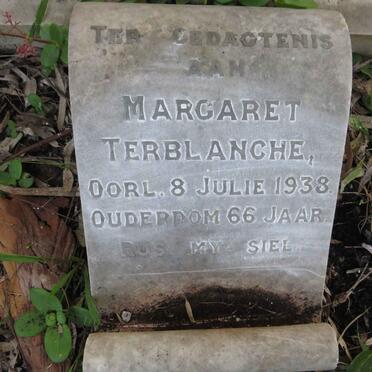 TER GEDAGTENIS
AAN
MARGARET
TERBLANCHE,
OORL. 8 JULIE 1938.
OUDERDOM 66 JAAR.
RUS MY SIEL